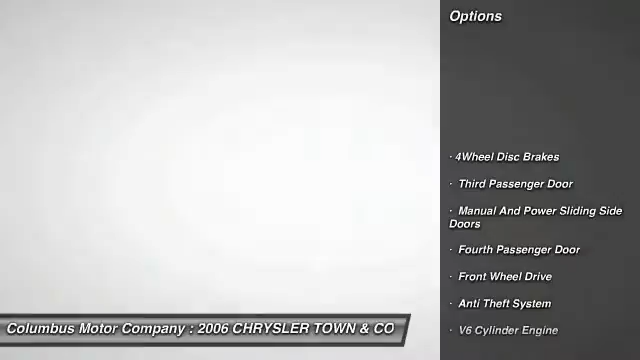 Options
· 4Wheel Disc Brakes
· Third Passenger Door
· Manual And Power Sliding Side
Doors
· Fourth Passenger Door
· Front Wheel Drive
· Anti Theft System
· V6 Cylinder Engine
Columbus Motor Company : 2006 CHRYSLER TOWN & CO